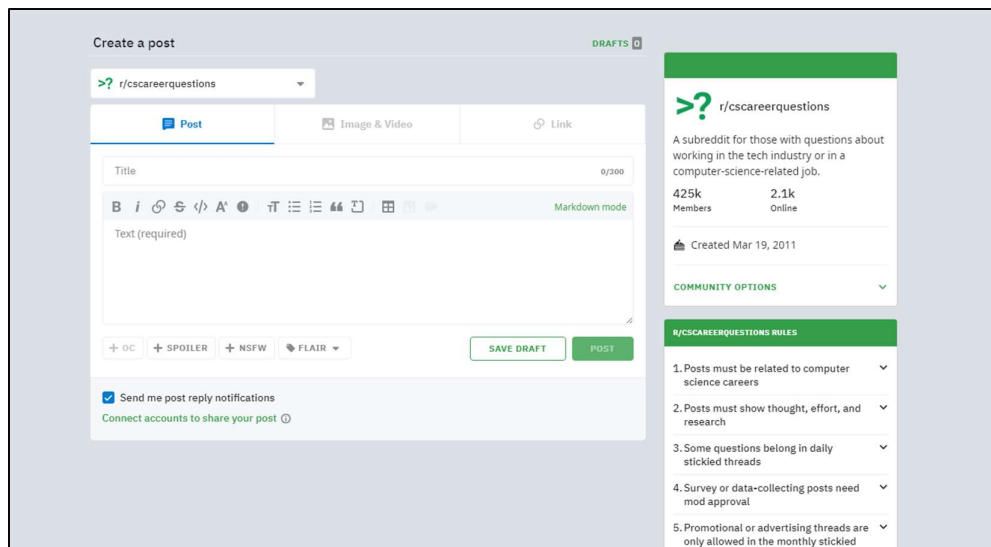 Create a post
DRAFTS 0
>? r/cscareerquestions
Post
Image & Video
Link
Title
0/300
B i S </> A^ T T
Markdown mode
Text (required)
+ OC
+ SPOILER
+ NSFW
FLAIR
SAVE DRAFT
POST
Send me post reply notifications
Connect accounts to share your post
>? r/cscareerquestions
A subreddit for those with questions about
working in the tech industry or in a
computer-science-related job.
425k
2.1k
Members
Online
Created Mar 19, 2011
COMMUNITY OPTIONS
R/CSCAREERQUESTIONS RULES
1. Posts must be related to computer
science careers
2. Posts must show thought, effort, and
research
3. Some questions belong in daily
stickied threads
4. Survey or data-collecting posts need
mod approval
5. Promotional or advertising threads are
only allowed in the monthly stickied